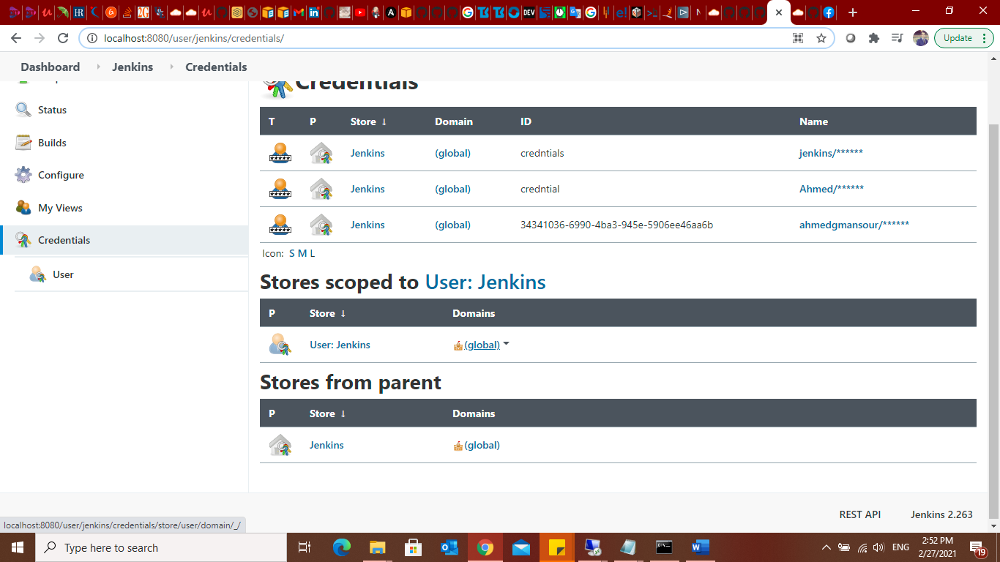 localhost:8080/user/jenkins/credentials/
Update
Dashboard Jenkins Credentials
Credentials
Status
Builds
Configure
My Views
Credentials
User
T P Store ↓ Domain ID Name
Jenkins (global) credntials jenkins/******
Jenkins (global) credntial Ahmed/******
Jenkins (global) 34341036-6990-4ba3-945e-5906ee46aa6b ahmedgmansour/******
Icon: S M L
Stores scoped to User: Jenkins
P Store ↓ Domains
User: Jenkins (global)
Stores from parent
P Store ↓ Domains
Jenkins (global)
REST API Jenkins 2.263
localhost:8080/user/jenkins/credentials/store/user/domain/_/
Type here to search
ENG
2:52 PM
2/27/2021
19